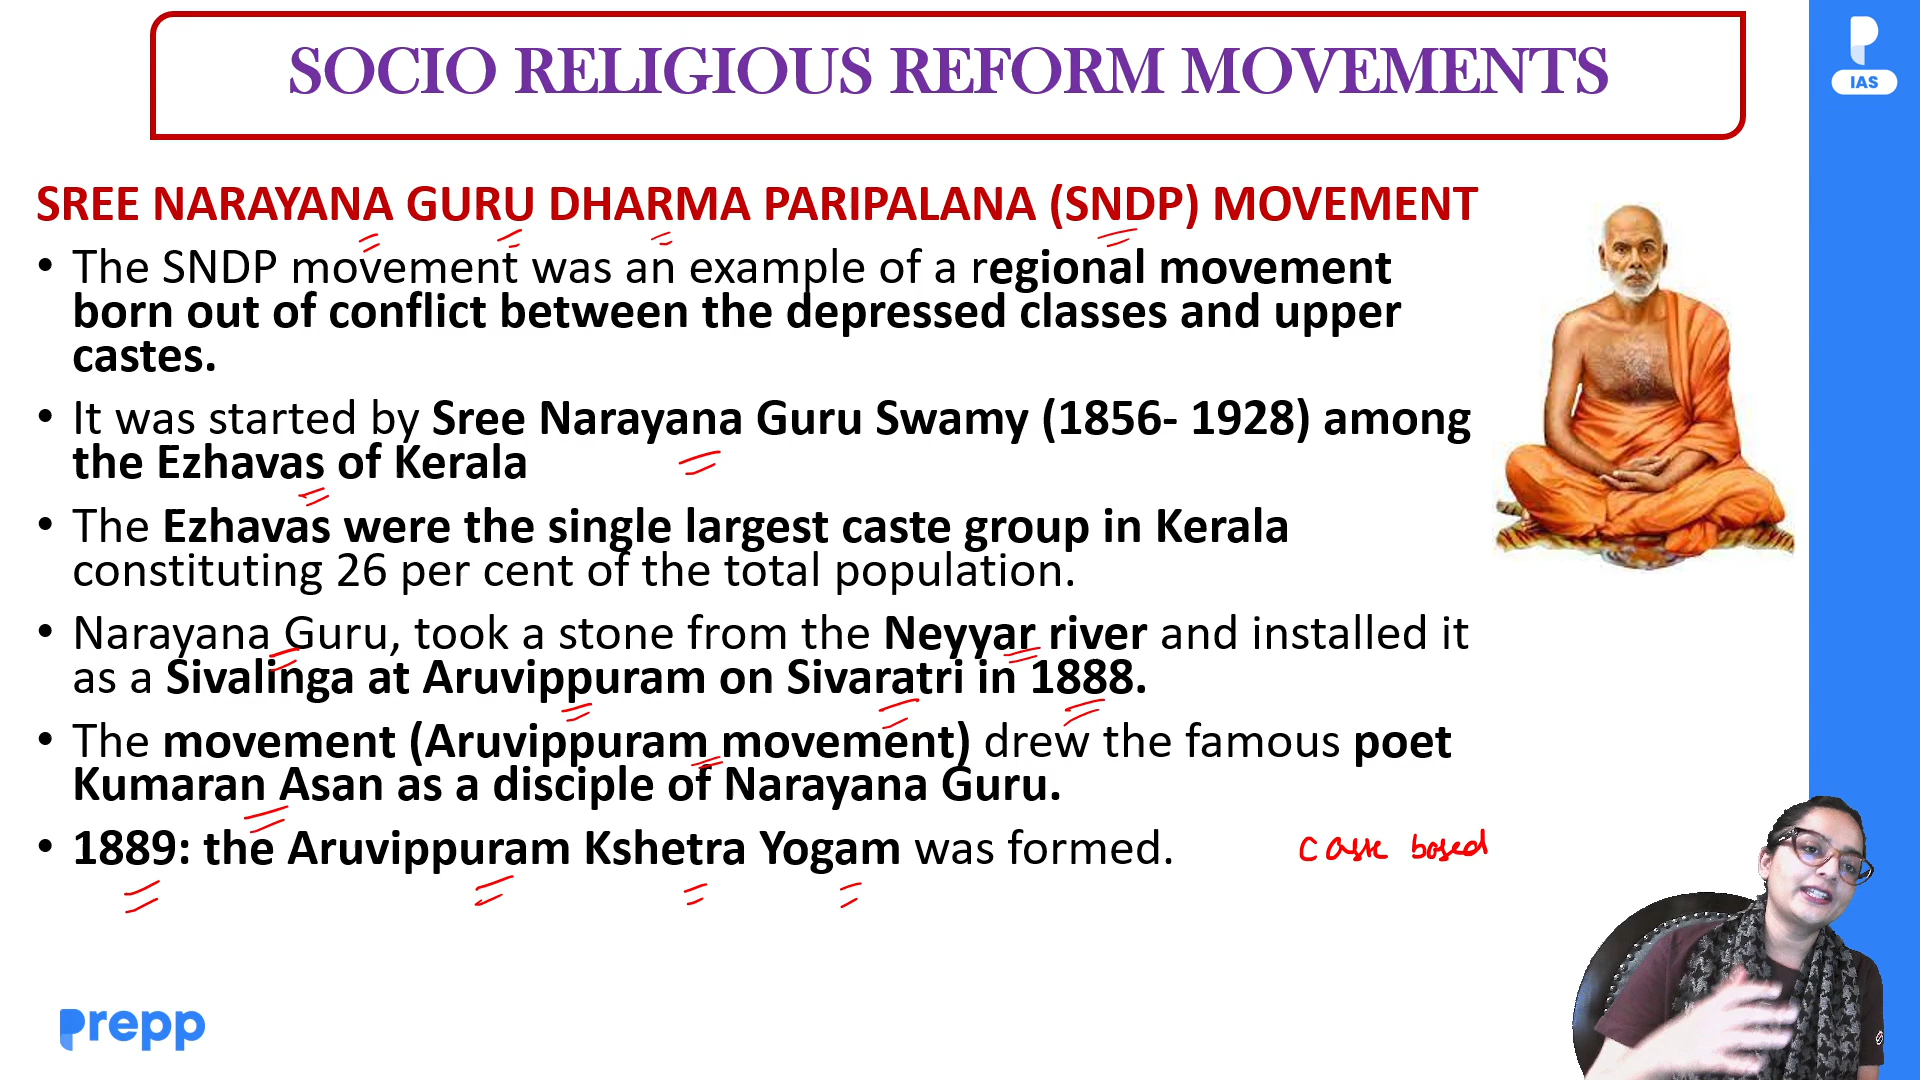 SOCIO RELIGIOUS REFORM MOVEMENTS
IAS
SREE NARAYANA GURU DHARMA PARIPALANA (SNDP) MOVEMENT
• The SNDP movement was an example of a regional movement
born out of conflict between the depressed classes and upper
castes.
• It was started by Sree Narayana Guru Swamy (1856- 1928) among
the Ezhavas of Kerala
• The Ezhavas were the single largest caste group in Kerala
constituting 26 per cent of the total population.
• Narayana Guru, took a stone from the Neyyar river and installed it
as a Sivalinga at Aruvippuram on Sivaratri in 1888.
• The movement (Aruvippuram movement) drew the famous poet
Kumaran Asan as a disciple of Narayana Guru.
• 1889: the Aruvippuram Kshetra Yogam was formed.
caste based
prepp